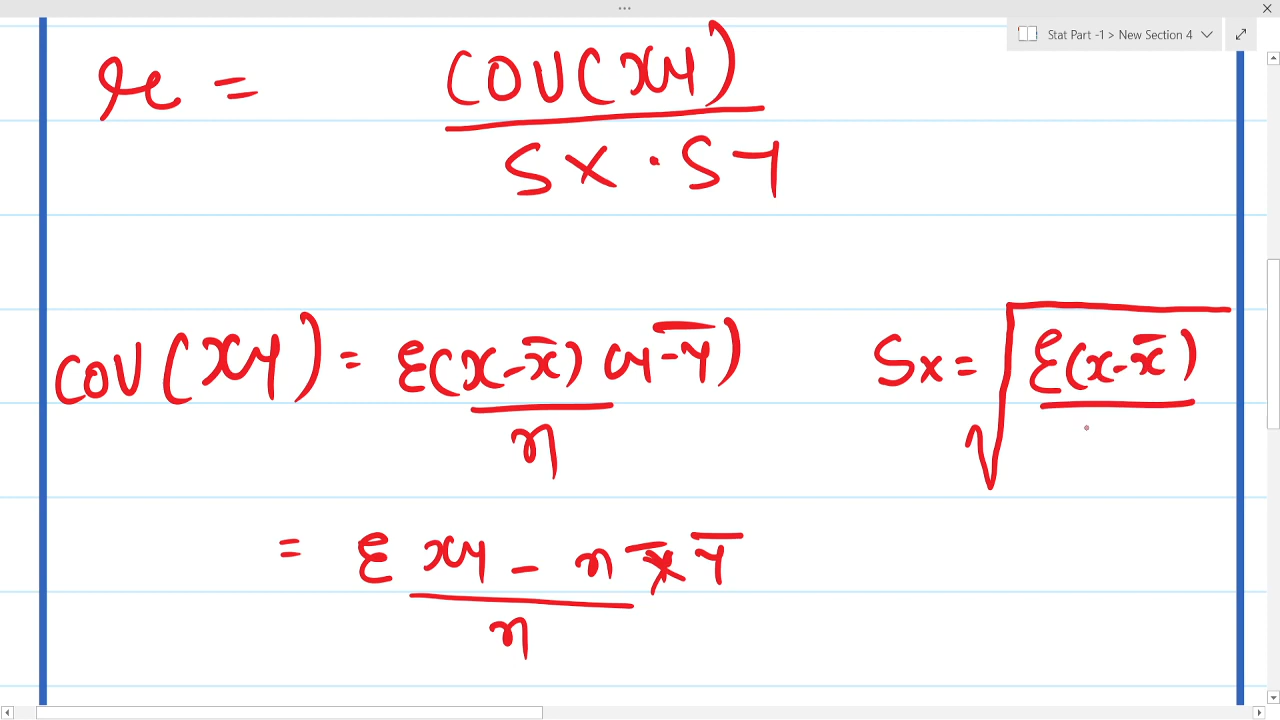 Stat Part -1 > New Section 4
r = COV(xy) / Sx · Sy
COV(xy) = Σ(x-x̄)(y-ȳ) / n
Sx = √Σ(x-x̄)
= Σxy - n x̄ ȳ / n